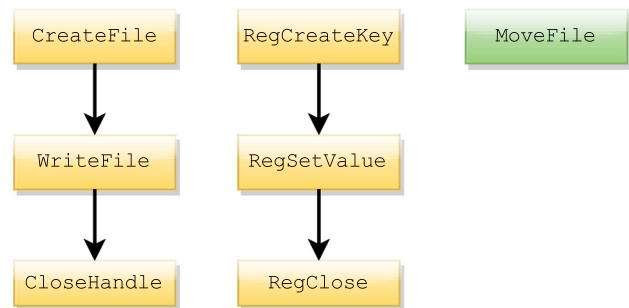 CreateFile
WriteFile
CloseHandle
RegCreateKey
RegSetValue
RegClose
MoveFile